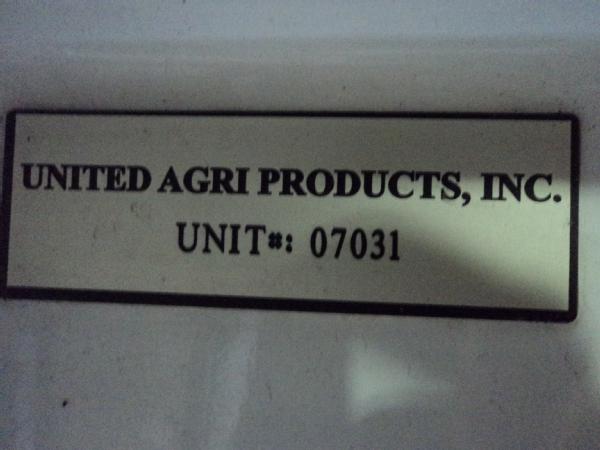 UNITED AGRI PRODUCTS, INC.
UNIT#: 07031